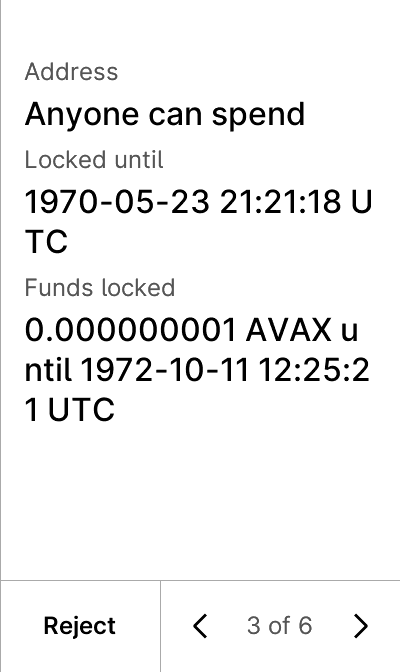 Address
Anyone can spend
Locked until
1970-05-23 21:21:18 U
TC
Funds locked
0.000000001 AVAX u
ntil 1972-10-11 12:25:2
1 UTC
Reject
3 of 6